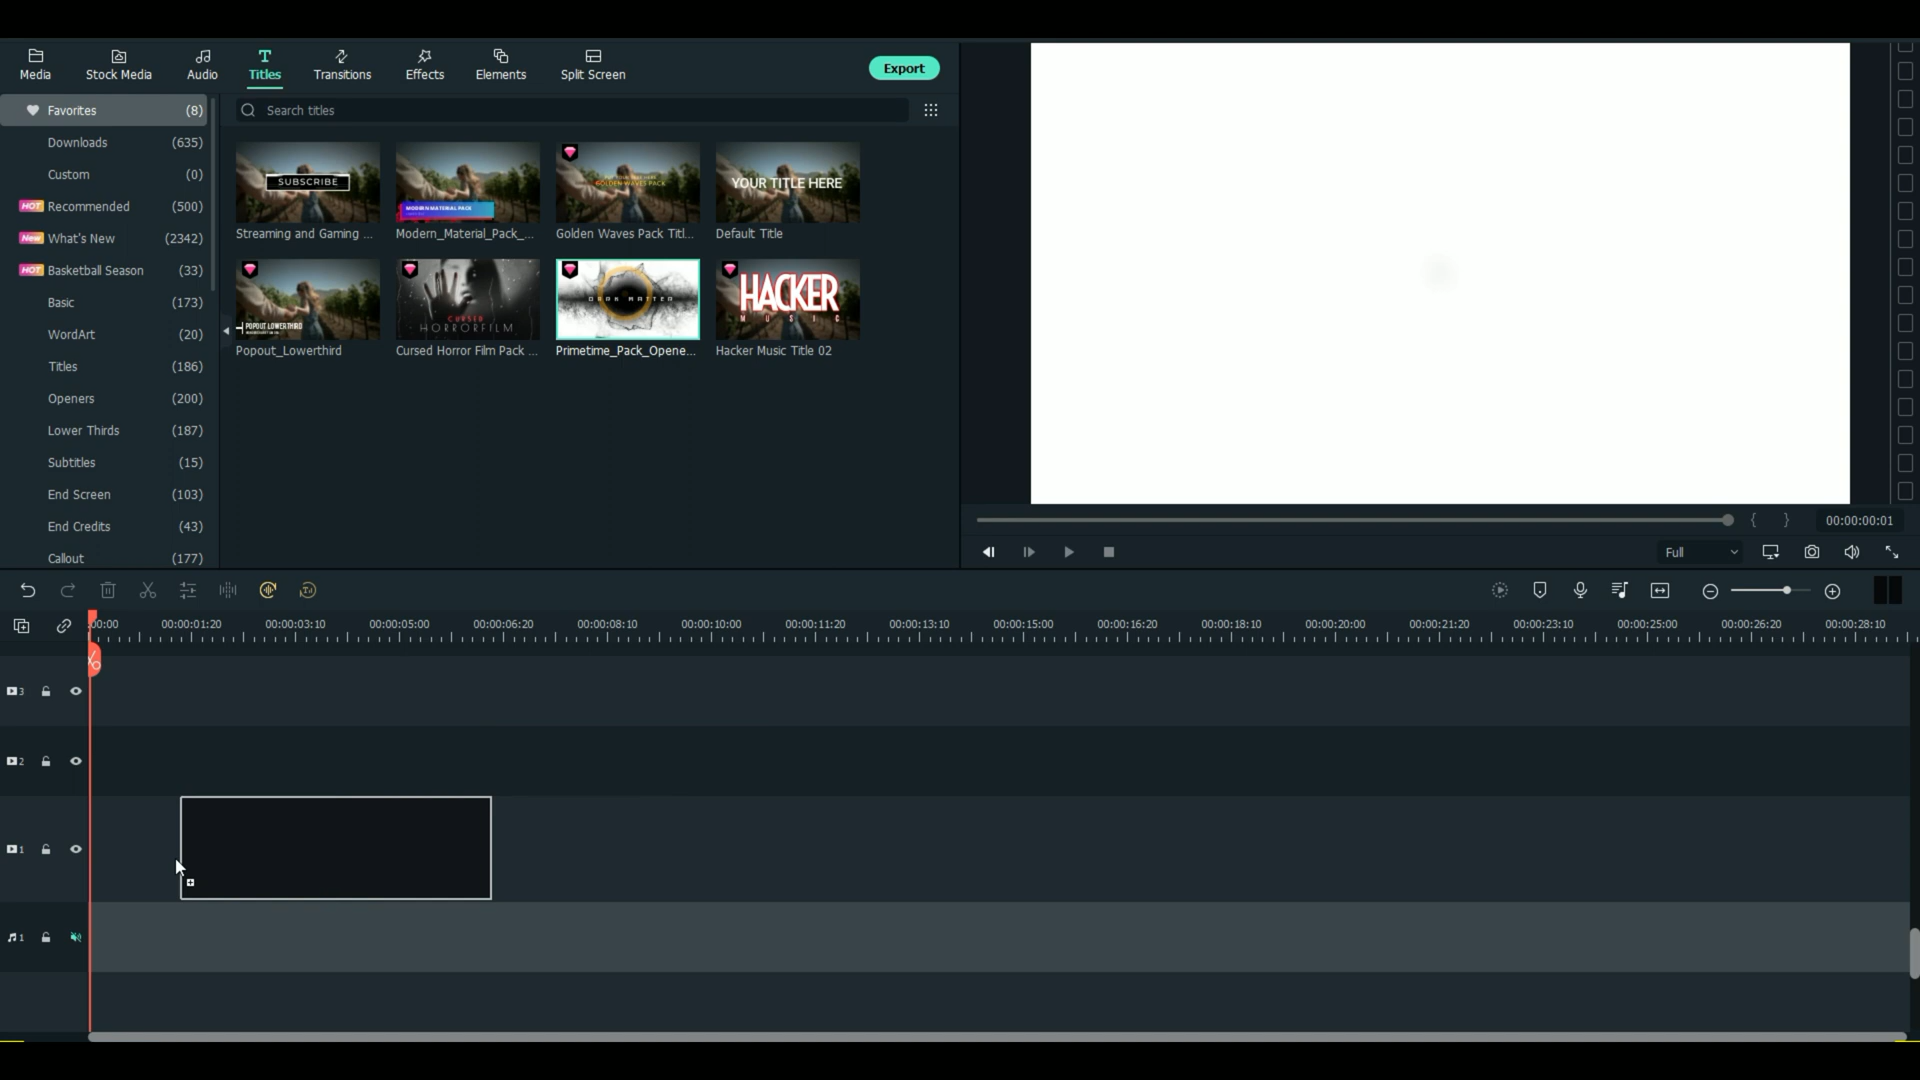 Media
Stock Media
Audio
Titles
Transitions
Effects
Elements
Split Screen
Export
Favorites (8)
Downloads (635)
Custom (0)
HOT Recommended (500)
New What's New (2342)
HOT Basketball Season (33)
Basic (173)
WordArt (20)
Titles (186)
Openers (200)
Lower Thirds (187)
Subtitles (15)
End Screen (103)
End Credits (43)
Callout (177)
Search titles
SUBSCRIBE
MODERN MATERIAL PACK
GOLDEN WAVES PACK
YOUR TITLE HERE
Streaming and Gaming ...
Modern_Material_Pack_...
Golden Waves Pack Titl...
Default Title
POPOUT LOWERTHIRD
CURSED
HORRORFILM
DARK MATTER
HACKER
MUSIC
Popout_Lowerthird
Cursed Horror Film Pack ...
Primetime_Pack_Opene...
Hacker Music Title 02
{ } 00:00:00:01
Full
:00:00 00:00:01:20 00:00:03:10 00:00:05:00 00:00:06:20 00:00:08:10 00:00:10:00 00:00:11:20 00:00:13:10 00:00:15:00 00:00:16:20 00:00:18:10 00:00:20:00 00:00:21:20 00:00:23:10 00:00:25:00 00:00:26:20 00:00:28:10
3
2
1
1